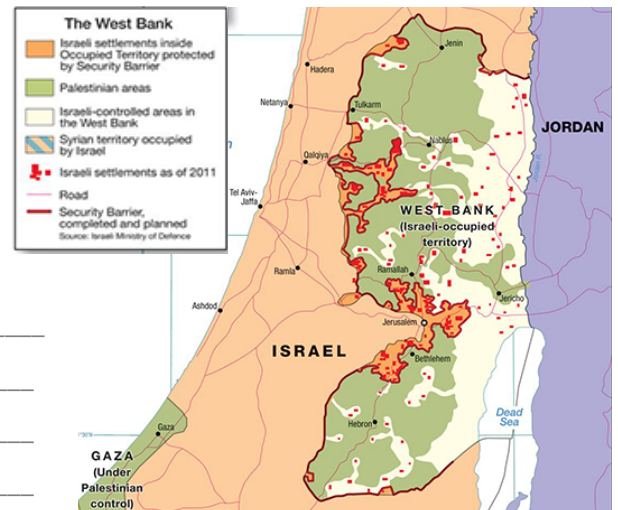 The West Bank
Israeli settlements inside
Occupied Territory protected
by Security Barrier
Palestinian areas
Israeli-controlled areas in
the West Bank
Syrian territory occupied
by Israel
Israeli settlements as of 2011
Road
Security Barrier,
completed and planned
Source: Israeli Ministry of Defence
Jenin
Hadera
Netanya
Tulkarm
JORDAN
Nablus
Qalqiya
Tel Aviv-
Jaffa
WEST BANK
(Israeli-occupied
territory)
Ramla
Ramallah
Jericho
Ashdod
Jerusalem
ISRAEL
Bethlehem
Dead
Sea
Hebron
Gaza
GAZA
(Under
Palestinian
control)